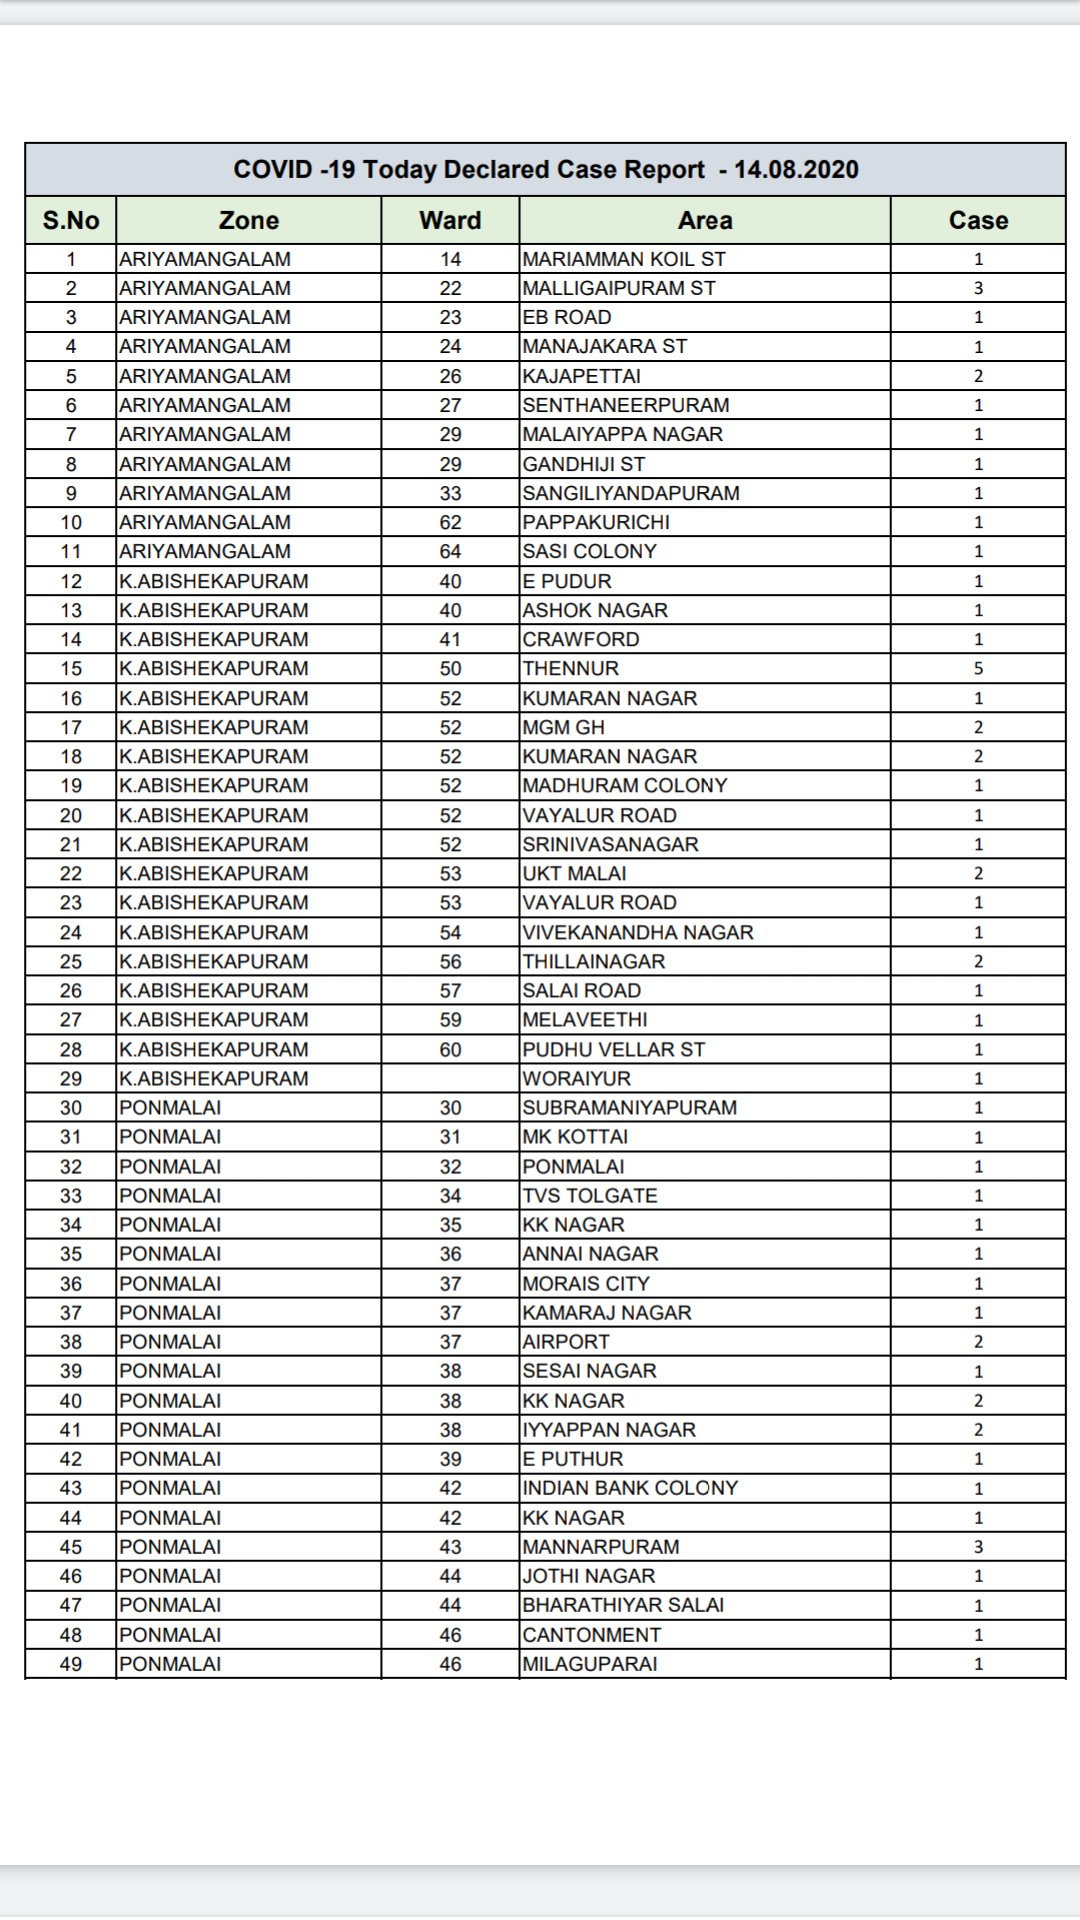 COVID -19 Today Declared Case Report - 14.08.2020
S.No Zone Ward Area Case
1 ARIYAMANGALAM 14 MARIAMMAN KOIL ST 1
2 ARIYAMANGALAM 22 MALLIGAIPURAM ST 3
3 ARIYAMANGALAM 23 EB ROAD 1
4 ARIYAMANGALAM 24 MANAJAKARA ST 1
5 ARIYAMANGALAM 26 KAJAPETTAI 2
6 ARIYAMANGALAM 27 SENTHANEERPURAM 1
7 ARIYAMANGALAM 29 MALAIYAPPA NAGAR 1
8 ARIYAMANGALAM 29 GANDHIJI ST 1
9 ARIYAMANGALAM 33 SANGILIYANDAPURAM 1
10 ARIYAMANGALAM 62 PAPPAKURICHI 1
11 ARIYAMANGALAM 64 SASI COLONY 1
12 K.ABISHEKAPURAM 40 E PUDUR 1
13 K.ABISHEKAPURAM 40 ASHOK NAGAR 1
14 K.ABISHEKAPURAM 41 CRAWFORD 1
15 K.ABISHEKAPURAM 50 THENNUR 5
16 K.ABISHEKAPURAM 52 KUMARAN NAGAR 1
17 K.ABISHEKAPURAM 52 MGM GH 2
18 K.ABISHEKAPURAM 52 KUMARAN NAGAR 2
19 K.ABISHEKAPURAM 52 MADHURAM COLONY 1
20 K.ABISHEKAPURAM 52 VAYALUR ROAD 1
21 K.ABISHEKAPURAM 52 SRINIVASANAGAR 1
22 K.ABISHEKAPURAM 53 UKT MALAI 2
23 K.ABISHEKAPURAM 53 VAYALUR ROAD 1
24 K.ABISHEKAPURAM 54 VIVEKANANDHA NAGAR 1
25 K.ABISHEKAPURAM 56 THILLAINAGAR 2
26 K.ABISHEKAPURAM 57 SALAI ROAD 1
27 K.ABISHEKAPURAM 59 MELAVEETHI 1
28 K.ABISHEKAPURAM 60 PUDHU VELLAR ST 1
29 K.ABISHEKAPURAM WORAIYUR 1
30 PONMALAI 30 SUBRAMANIYAPURAM 1
31 PONMALAI 31 MK KOTTAI 1
32 PONMALAI 32 PONMALAI 1
33 PONMALAI 34 TVS TOLGATE 1
34 PONMALAI 35 KK NAGAR 1
35 PONMALAI 36 ANNAI NAGAR 1
36 PONMALAI 37 MORAIS CITY 1
37 PONMALAI 37 KAMARAJ NAGAR 1
38 PONMALAI 37 AIRPORT 2
39 PONMALAI 38 SESAI NAGAR 1
40 PONMALAI 38 KK NAGAR 2
41 PONMALAI 38 IYYAPPAN NAGAR 2
42 PONMALAI 39 E PUTHUR 1
43 PONMALAI 42 INDIAN BANK COLONY 1
44 PONMALAI 42 KK NAGAR 1
45 PONMALAI 43 MANNARPURAM 3
46 PONMALAI 44 JOTHI NAGAR 1
47 PONMALAI 44 BHARATHIYAR SALAI 1
48 PONMALAI 46 CANTONMENT 1
49 PONMALAI 46 MILAGUPARAI 1